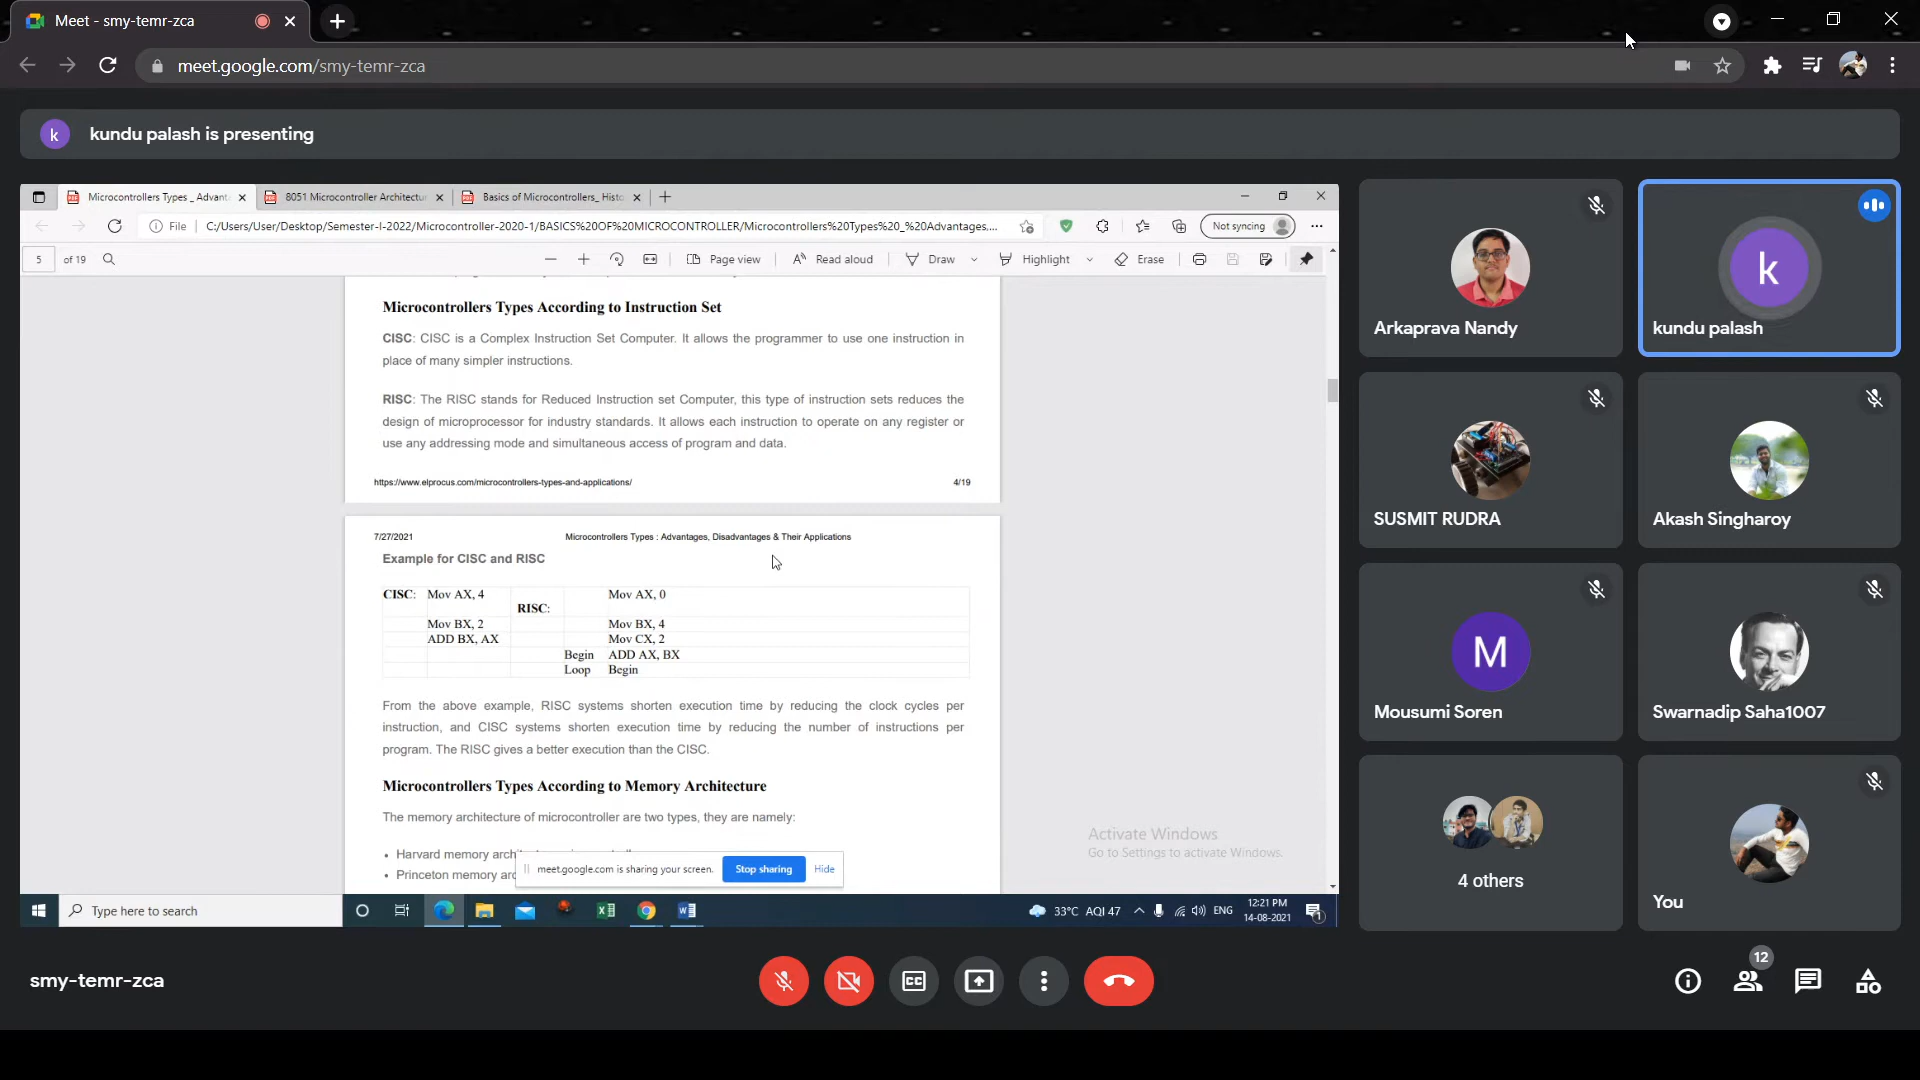 Meet - smy-temr-zca
meet.google.com/smy-temr-zca
k kundu palash is presenting
Microcontrollers Types _ Advant
8051 Microcontroller Architectur
Basics of Microcontrollers_ Histo
File C:/Users/User/Desktop/Semester-I-2022/Microcontroller-2020-1/BASICS%20OF%20MICROCONTROLLER/Microcontrollers%20Types%20_%20Advantages,...
Not syncing
5 of 19
Page view
Read aloud
Draw
Highlight
Erase
Microcontrollers Types According to Instruction Set
CISC: CISC is a Complex Instruction Set Computer. It allows the programmer to use one instruction in
place of many simpler instructions.
RISC: The RISC stands for Reduced Instruction set Computer, this type of instruction sets reduces the
design of microprocessor for industry standards. It allows each instruction to operate on any register or
use any addressing mode and simultaneous access of program and data.
https://www.elprocus.com/microcontrollers-types-and-applications/ 4/19
7/27/2021 Microcontrollers Types : Advantages, Disadvantages & Their Applications
Example for CISC and RISC
CISC: Mov AX, 4 Mov AX, 0
RISC:
Mov BX, 2 Mov BX, 4
ADD BX, AX Mov CX, 2
Begin ADD AX, BX
Loop Begin
From the above example, RISC systems shorten execution time by reducing the clock cycles per
instruction, and CISC systems shorten execution time by reducing the number of instructions per
program. The RISC gives a better execution than the CISC.
Microcontrollers Types According to Memory Architecture
The memory architecture of microcontroller are two types, they are namely:
• Harvard memory
• Princeton memory
meet.google.com is sharing your screen. Stop sharing Hide
Activate Windows
Go to Settings to activate Windows.
Type here to search
33°C AQI 47
ENG
12:21 PM
14-08-2021
1
Arkaprava Nandy
k
kundu palash
SUSMIT RUDRA
Akash Singharoy
M
Mousumi Soren
Swarnadip Saha1007
4 others
You
smy-temr-zca
CC
12